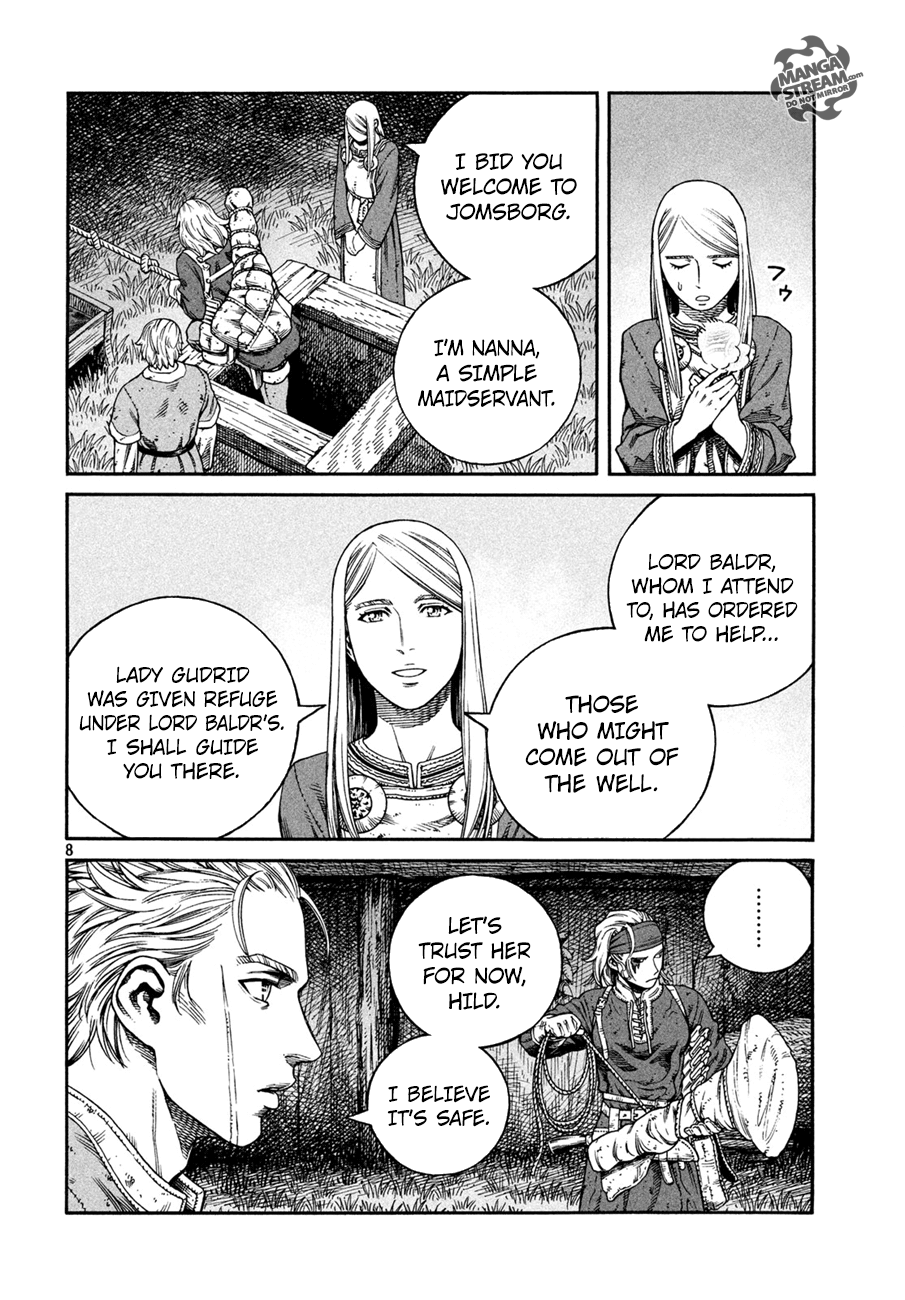 MANGA
STREAM.com
DO NOT MIRROR
フゥ
I BID YOU
WELCOME TO
JOMSBORG.
I'M NANNA,
A SIMPLE
MAIDSERVANT.
LORD BALDR,
WHOM I ATTEND
TO, HAS ORDERED
ME TO HELP...
THOSE
WHO MIGHT
COME OUT OF
THE WELL.
LADY GUDRID
WAS GIVEN REFUGE
UNDER LORD BALDR'S.
I SHALL GUIDE
YOU THERE.
8
.........
LET'S
TRUST HER
FOR NOW,
HILD.
I BELIEVE
IT'S SAFE.